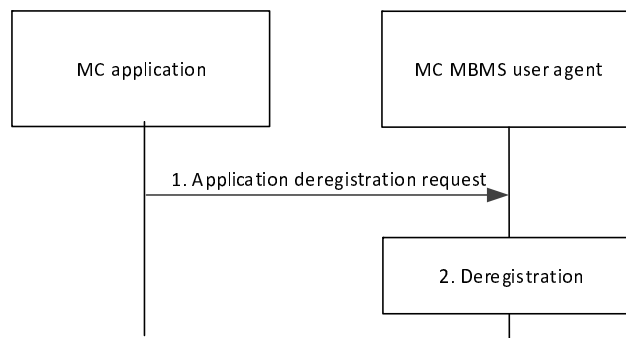 MC application
MC MBMS user agent
1. Application deregistration request
2. Deregistration